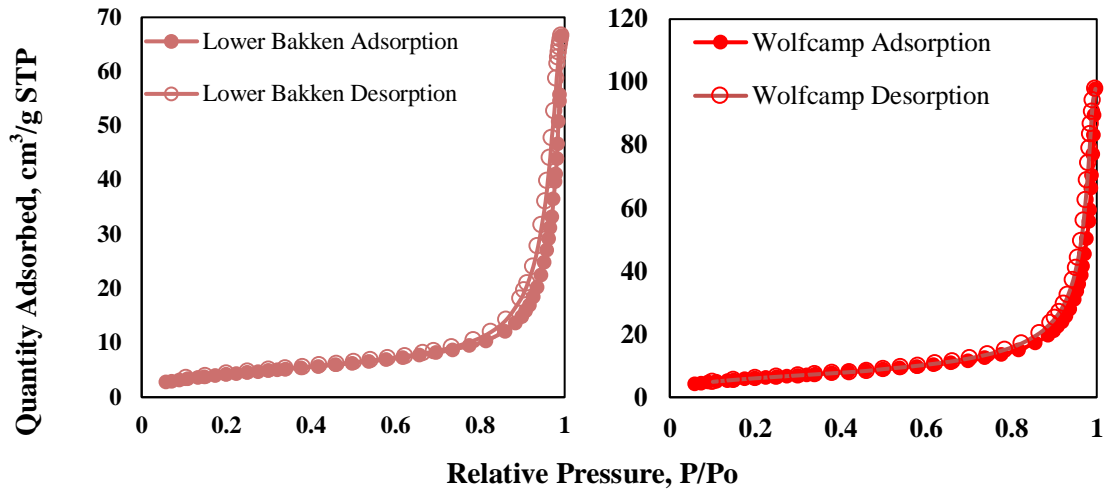 Quantity Adsorbed, cm³/g STP
70
60
50
40
30
20
10
0
Lower Bakken Adsorption
Lower Bakken Desorption
0 0.2 0.4 0.6 0.8 1
120
100
80
60
40
20
0
Wolfcamp Adsorption
Wolfcamp Desorption
0 0.2 0.4 0.6 0.8 1
Relative Pressure, P/Po